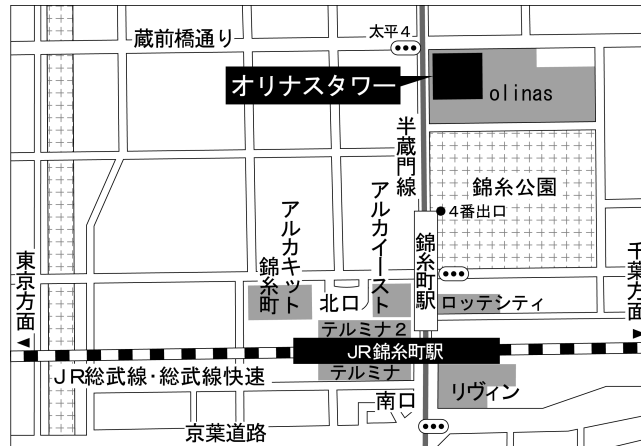 蔵前橋通り
太平4
オリナスタワー
olinas
半蔵門線
錦糸公園
4番出口
アルカイースト
アルカキット
錦糸町
錦糸町駅
東京方面
千葉方面
北口
ロッテシティ
テルミナ2
JR錦糸町駅
JR総武線・総武線快速
テルミナ
リヴィン
南口
京葉道路